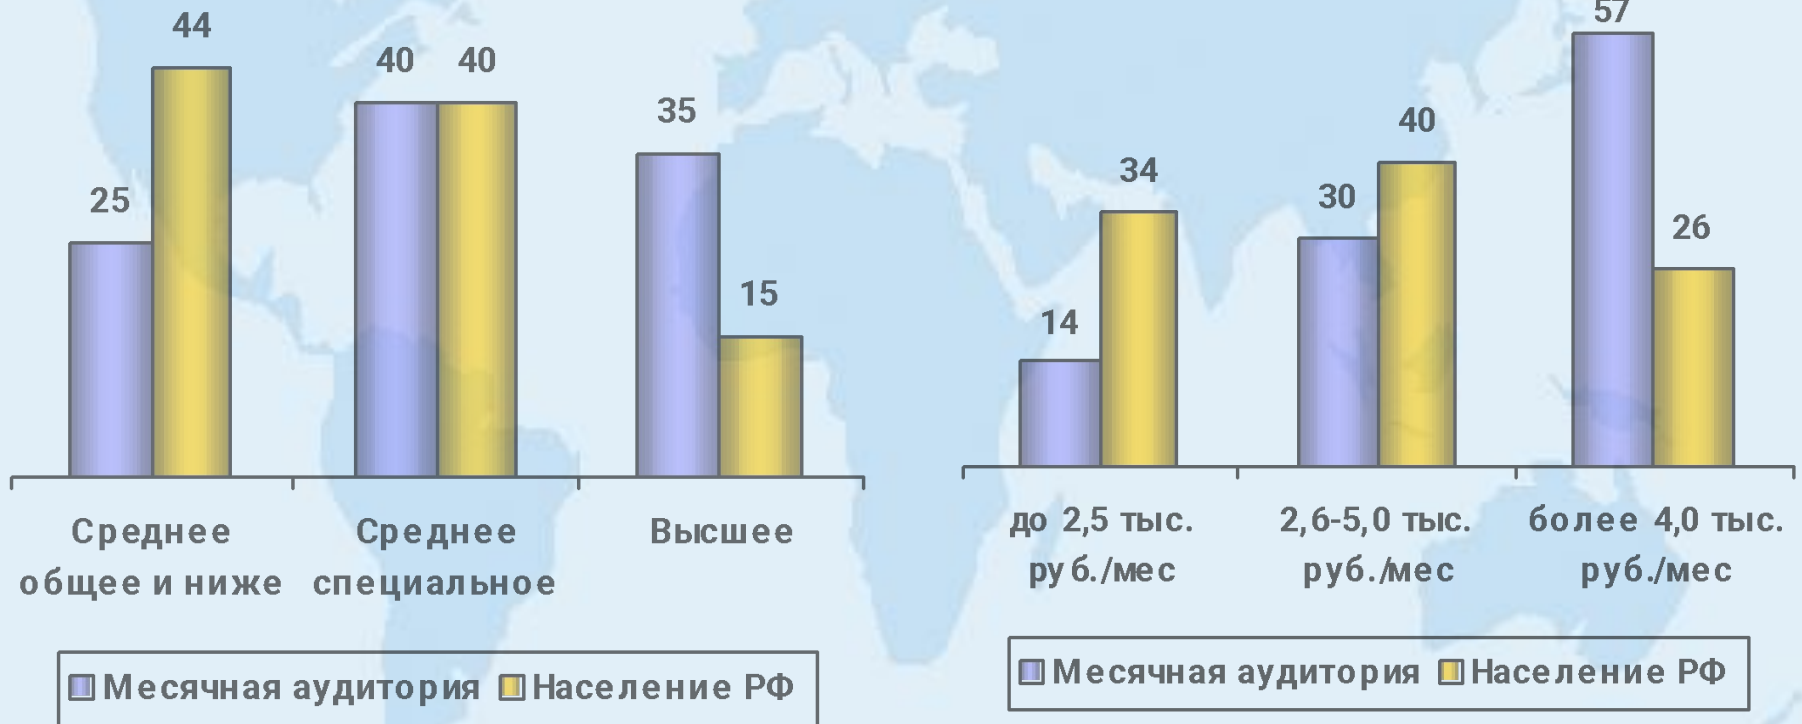 44
40 40
35
25
15
Среднее
общее и ниже
Среднее
специальное
Высшее
Месячная аудитория Население РФ
57
40
34
30
26
14
до 2,5 тыс.
руб./мес
2,6-5,0 тыс.
руб./мес
более 4,0 тыс.
руб./мес
Месячная аудитория Население РФ